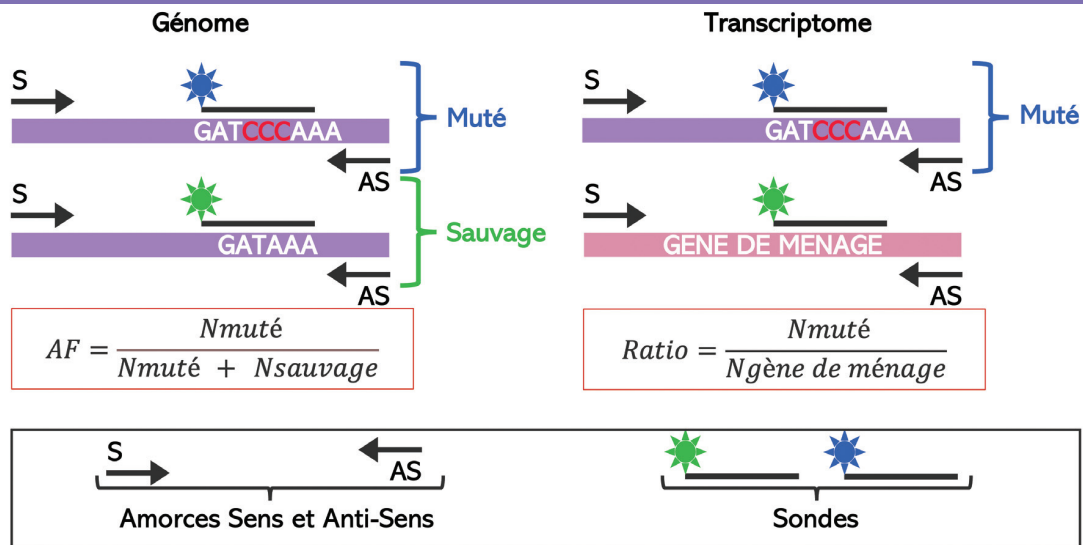 Génome
Transcriptome
S
GATCCCAAA
AS
Muté
S
GATAAA
AS
Sauvage
S
GATCCCAAA
AS
Muté
S
GENE DE MENAGE
AS
AF = Nmuté / Nmuté + Nsauvage
Ratio = Nmuté / Ngène de ménage
S
AS
Amorces Sens et Anti-Sens
Sondes